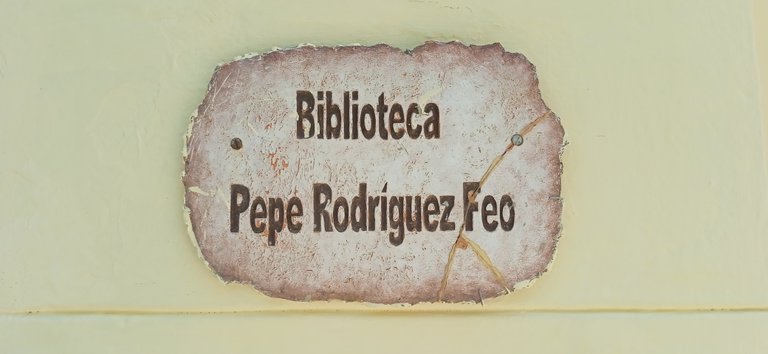 Biblioteca
Pepe Rodríguez Feo